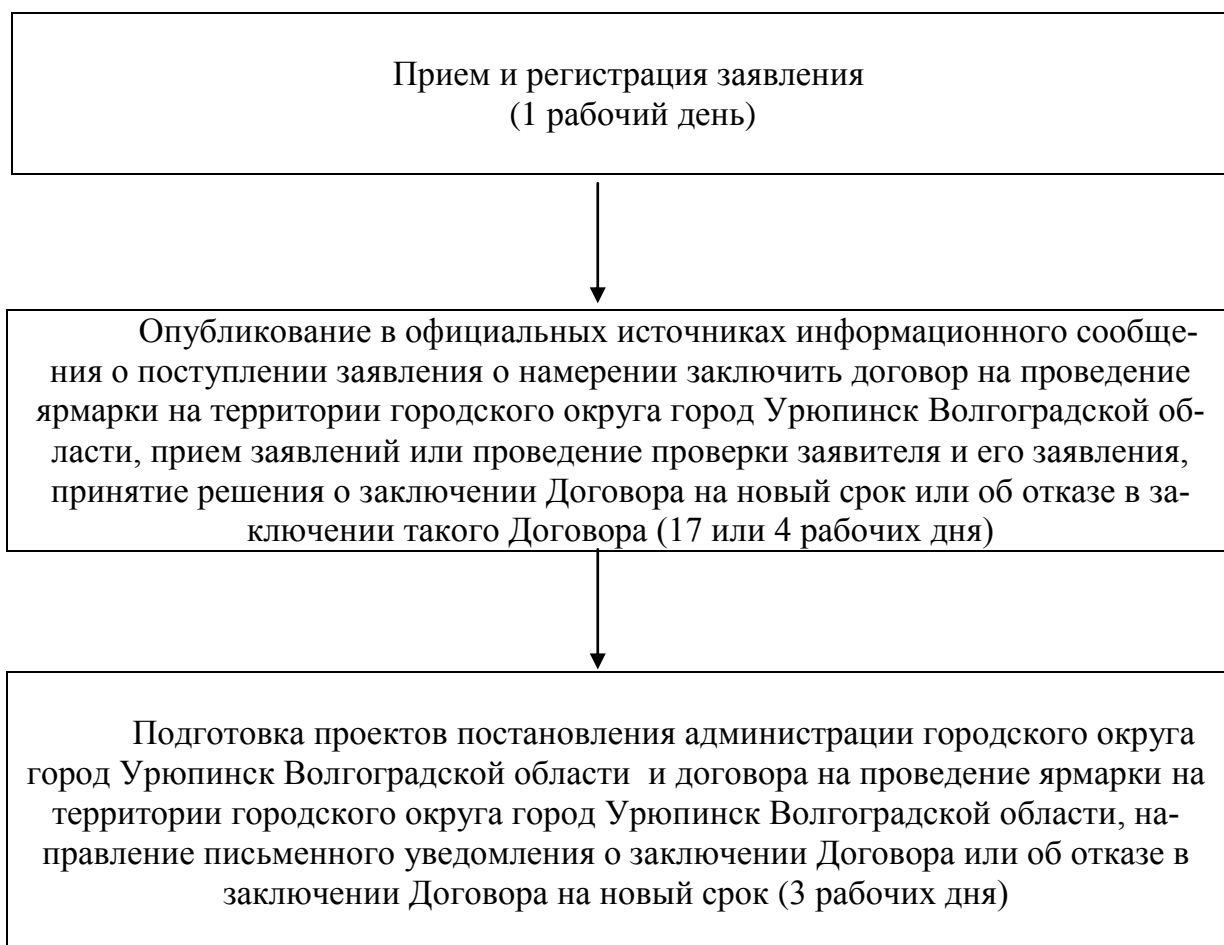 Прием и регистрация заявления
(1 рабочий день)
Опубликование в официальных источниках информационного сообще-
ния о поступлении заявления о намерении заключить договор на проведение
ярмарки на территории городского округа город Урюпинск Волгоградской об-
ласти, прием заявлений или проведение проверки заявителя и его заявления,
принятие решения о заключении Договора на новый срок или об отказе в за-
ключении такого Договора (17 или 4 рабочих дня)
Подготовка проектов постановления администрации городского округа
город Урюпинск Волгоградской области и договора на проведение ярмарки на
территории городского округа город Урюпинск Волгоградской области, на-
правление письменного уведомления о заключении Договора или об отказе в
заключении Договора на новый срок (3 рабочих дня)